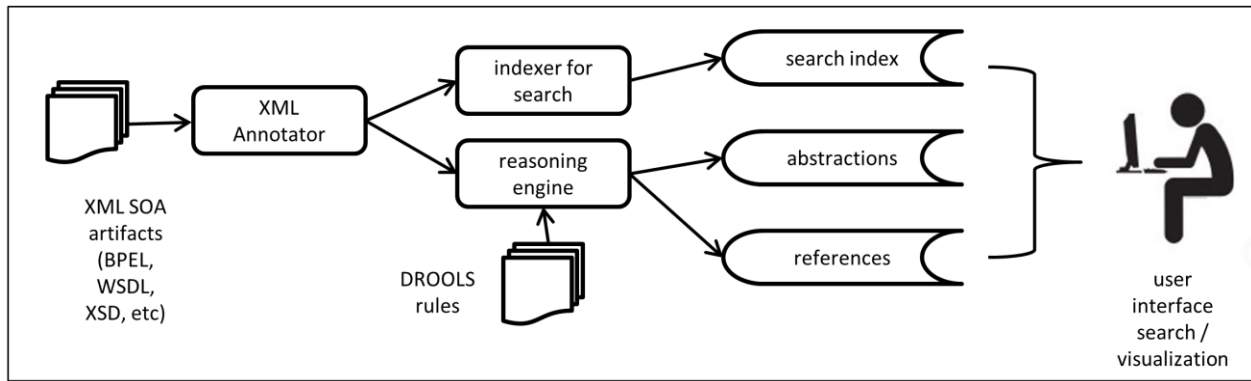 XML SOA
artifacts
(BPEL,
WSDL,
XSD, etc)
XML
Annotator
indexer for
search
reasoning
engine
DROOLS
rules
search index
abstractions
references
user
interface
search /
visualization